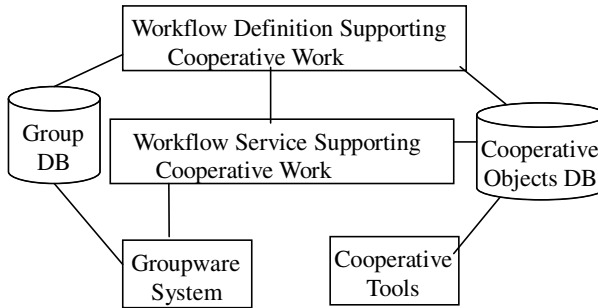 Workflow Definition Supporting
Cooperative Work
Group
DB
Workflow Service Supporting
Cooperative Work
Cooperative
Objects DB
Groupware
System
Cooperative
Tools